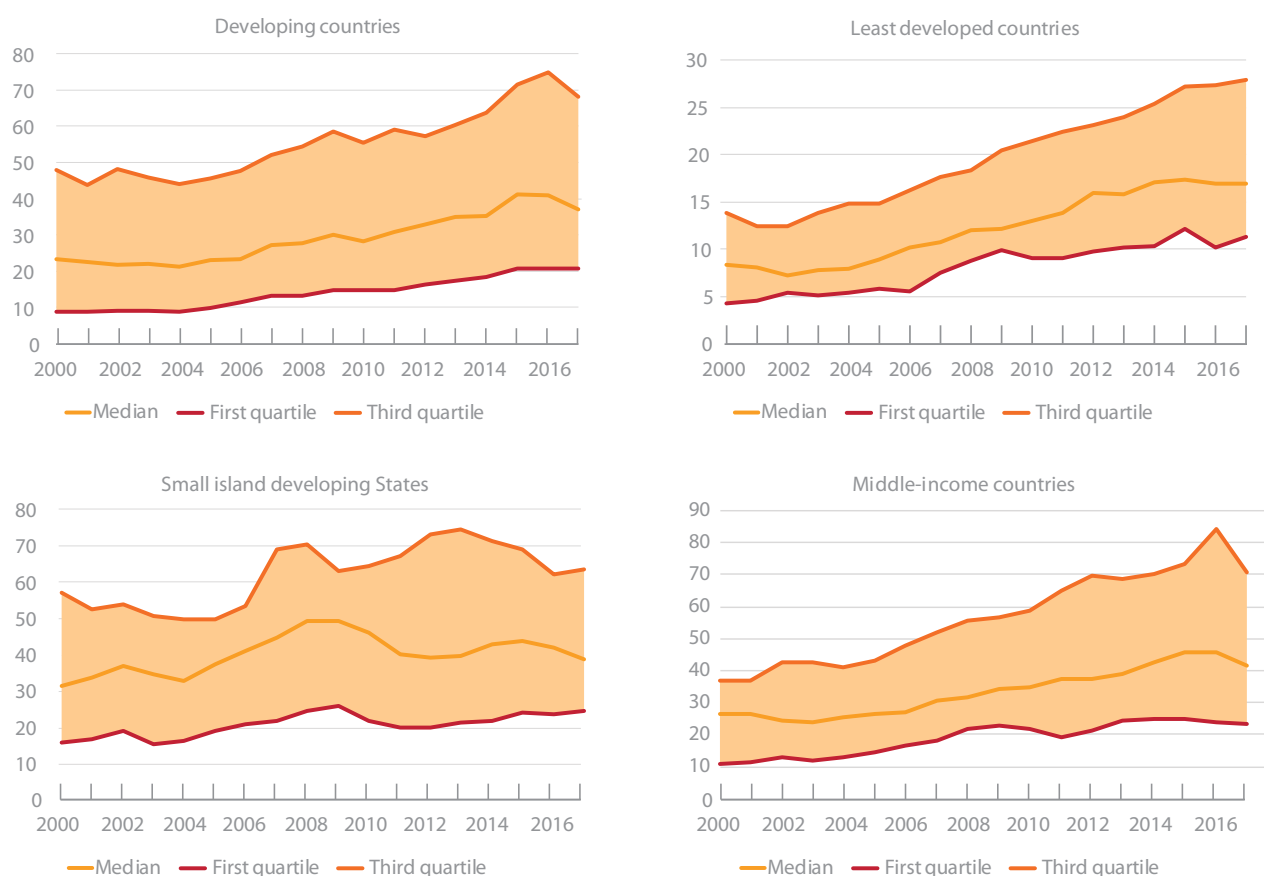 Developing countries
80
70
60
50
40
30
20
10
0
2000 2002 2004 2006 2008 2010 2012 2014 2016
Median First quartile Third quartile
Least developed countries
30
25
20
15
10
5
0
2000 2002 2004 2006 2008 2010 2012 2014 2016
Median First quartile Third quartile
Small island developing States
80
70
60
50
40
30
20
10
0
2000 2002 2004 2006 2008 2010 2012 2014 2016
Median First quartile Third quartile
Middle-income countries
90
80
70
60
50
40
30
20
10
0
2000 2002 2004 2006 2008 2010 2012 2014 2016
Median First quartile Third quartile